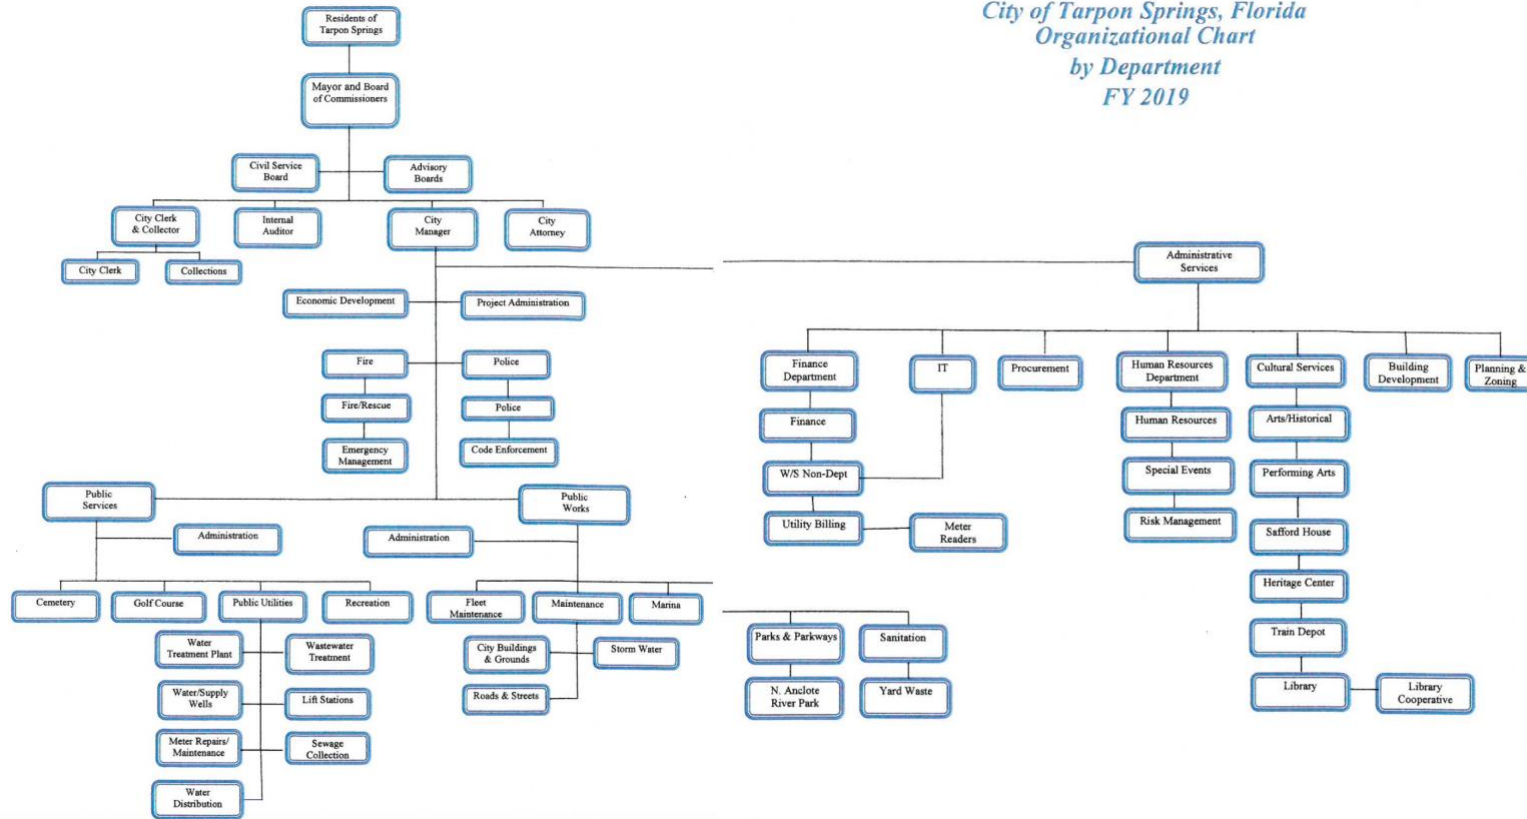 City of Tarpon Springs, Florida
Organizational Chart
by Department
FY 2019
Residents of
Tarpon Springs
Mayor and Board
of Commissioners
Civil Service
Board
Advisory
Boards
City Clerk
& Collector
Internal
Auditor
City
Manager
City
Attorney
City Clerk
Collections
Administrative
Services
Economic Development
Project Administration
Fire
Police
Fire/Rescue
Police
Emergency
Management
Code Enforcement
Finance
Department
IT
Procurement
Human Resources
Department
Cultural Services
Building
Development
Planning &
Zoning
Finance
Human Resources
Arts/Historical
W/S Non-Dept
Special Events
Performing Arts
Utility Billing
Meter
Readers
Risk Management
Safford House
Heritage Center
Train Depot
Library
Library
Cooperative
Public
Services
Public
Works
Administration
Administration
Cemetery
Golf Course
Public Utilities
Recreation
Fleet
Maintenance
Maintenance
Marina
Parks & Parkways
Sanitation
Water
Treatment Plant
Wastewater
Treatment
City Buildings
& Grounds
Storm Water
Water/Supply
Wells
Lift Stations
Roads & Streets
N. Anclote
River Park
Yard Waste
Meter Repairs/
Maintenance
Sewage
Collection
Water
Distribution